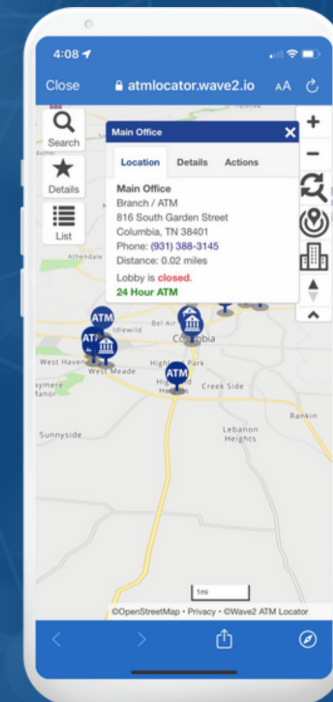 4:08
Close
atmlocator.wave2.io
AA
Search
Details
List
Main Office
Location Details Actions
Main Office
Branch / ATM
816 South Garden Street
Columbia, TN 38401
Phone: (931) 388-3145
Distance: 0.02 miles
Lobby is closed.
24 Hour ATM
Athendale
ATM
Idlewild
Bel Air
West Haven
West Meade
Highland Park
ATM
Creek Side
Rankin
Sunnyside
Lebanon
Heights
1mi
©OpenStreetMap • Privacy • ©Wave2 ATM Locator